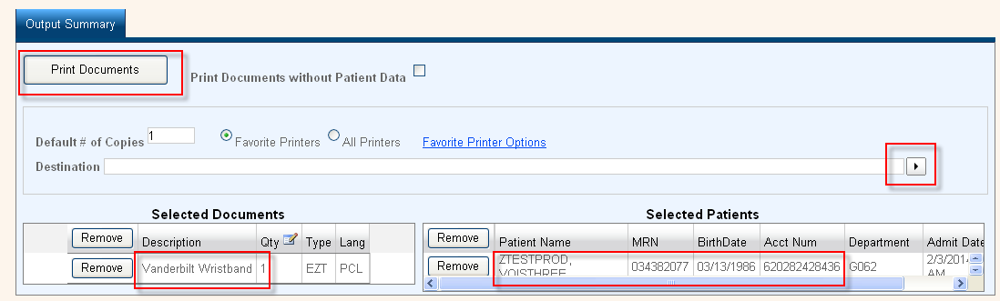 Output Summary
Print Documents
Print Documents without Patient Data
Default # of Copies 1 Favorite Printers All Printers Favorite Printer Options
Destination
Selected Documents
Remove Description Qty Type Lang
Remove Vanderbilt Wristband 1 EZT PCL
Selected Patients
Remove Patient Name MRN BirthDate Acct Num Department Admit Date
Remove ZTESTPROD, 034382077 03/13/1986 620282428436 G062 2/3/2014
VOISTHREE AM